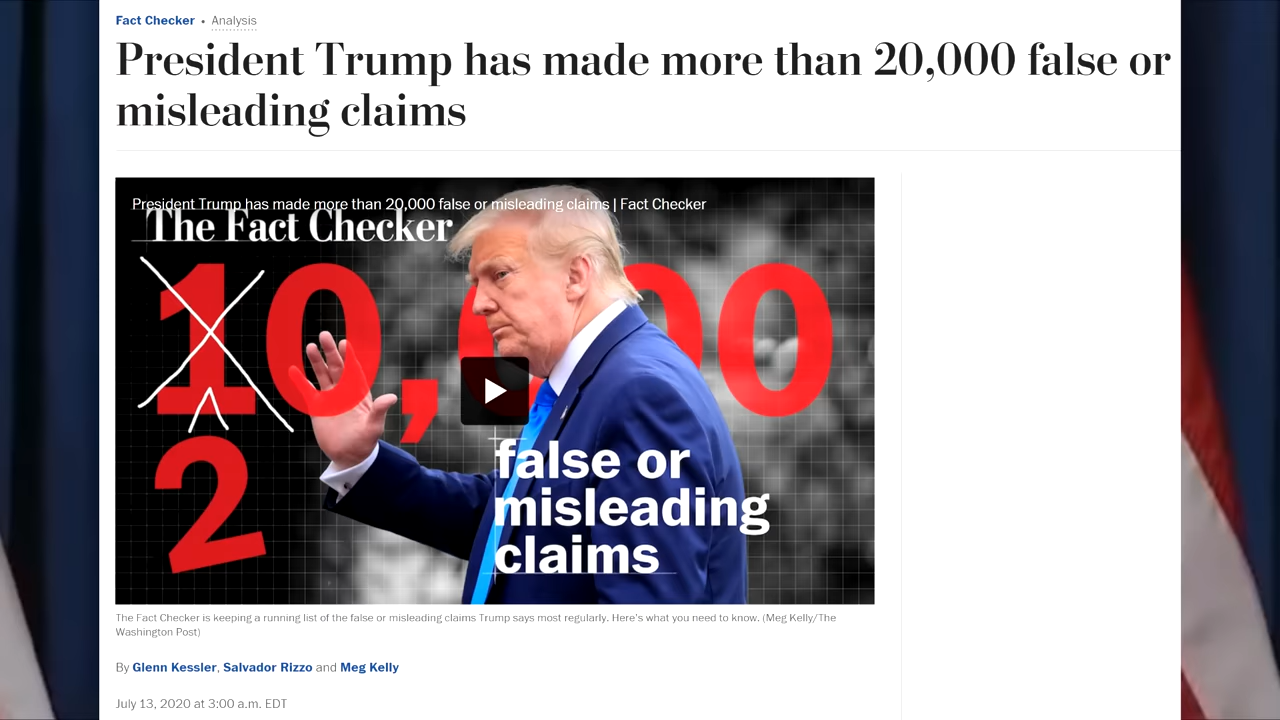 Fact Checker • Analysis
President Trump has made more than 20,000 false or
misleading claims
President Trump has made more than 20,000 false or misleading claims | Fact Checker
The Fact Checker
10,000
2
false or
misleading
claims
The Fact Checker is keeping a running list of the false or misleading claims Trump says most regularly. Here's what you need to know. (Meg Kelly/The
Washington Post)
By Glenn Kessler, Salvador Rizzo and Meg Kelly
July 13, 2020 at 3:00 a.m. EDT